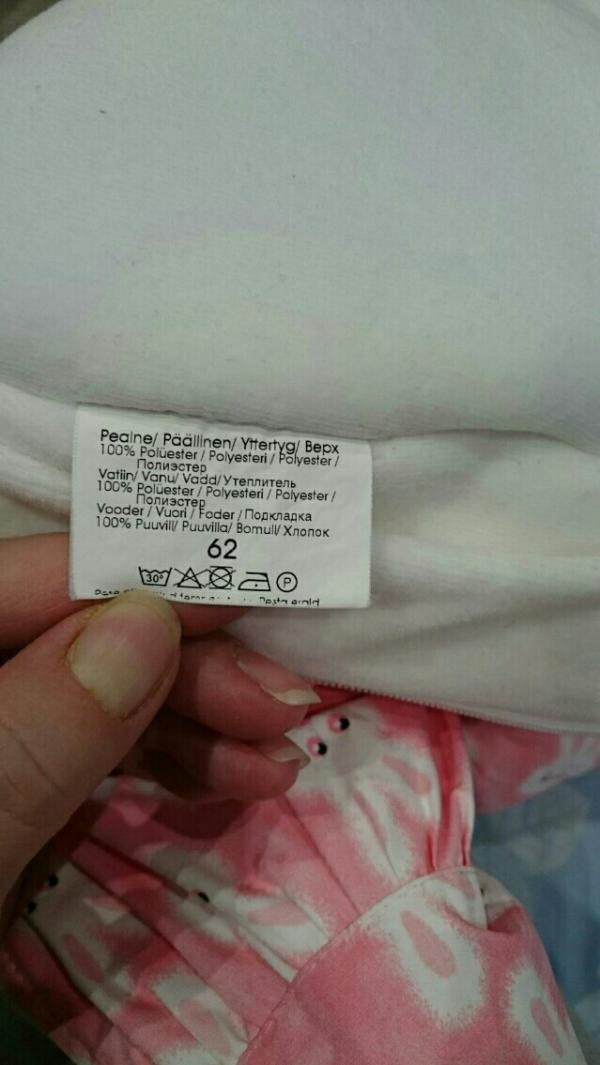 Pealne/ Päällinen/ Yttertyg/ Верх
100% Polüester / Polyesteri / Polyester /
Полиэстер
Vatiin/ Vanu/ Vadd/ Утеплитель
100% Polüester / Polyesteri / Polyester /
Полиэстер
Vooder / Vuori / Foder / Подкладка
100% Puuvill/ Puuvilla/ Bomull/ Хлопок
62
30° P